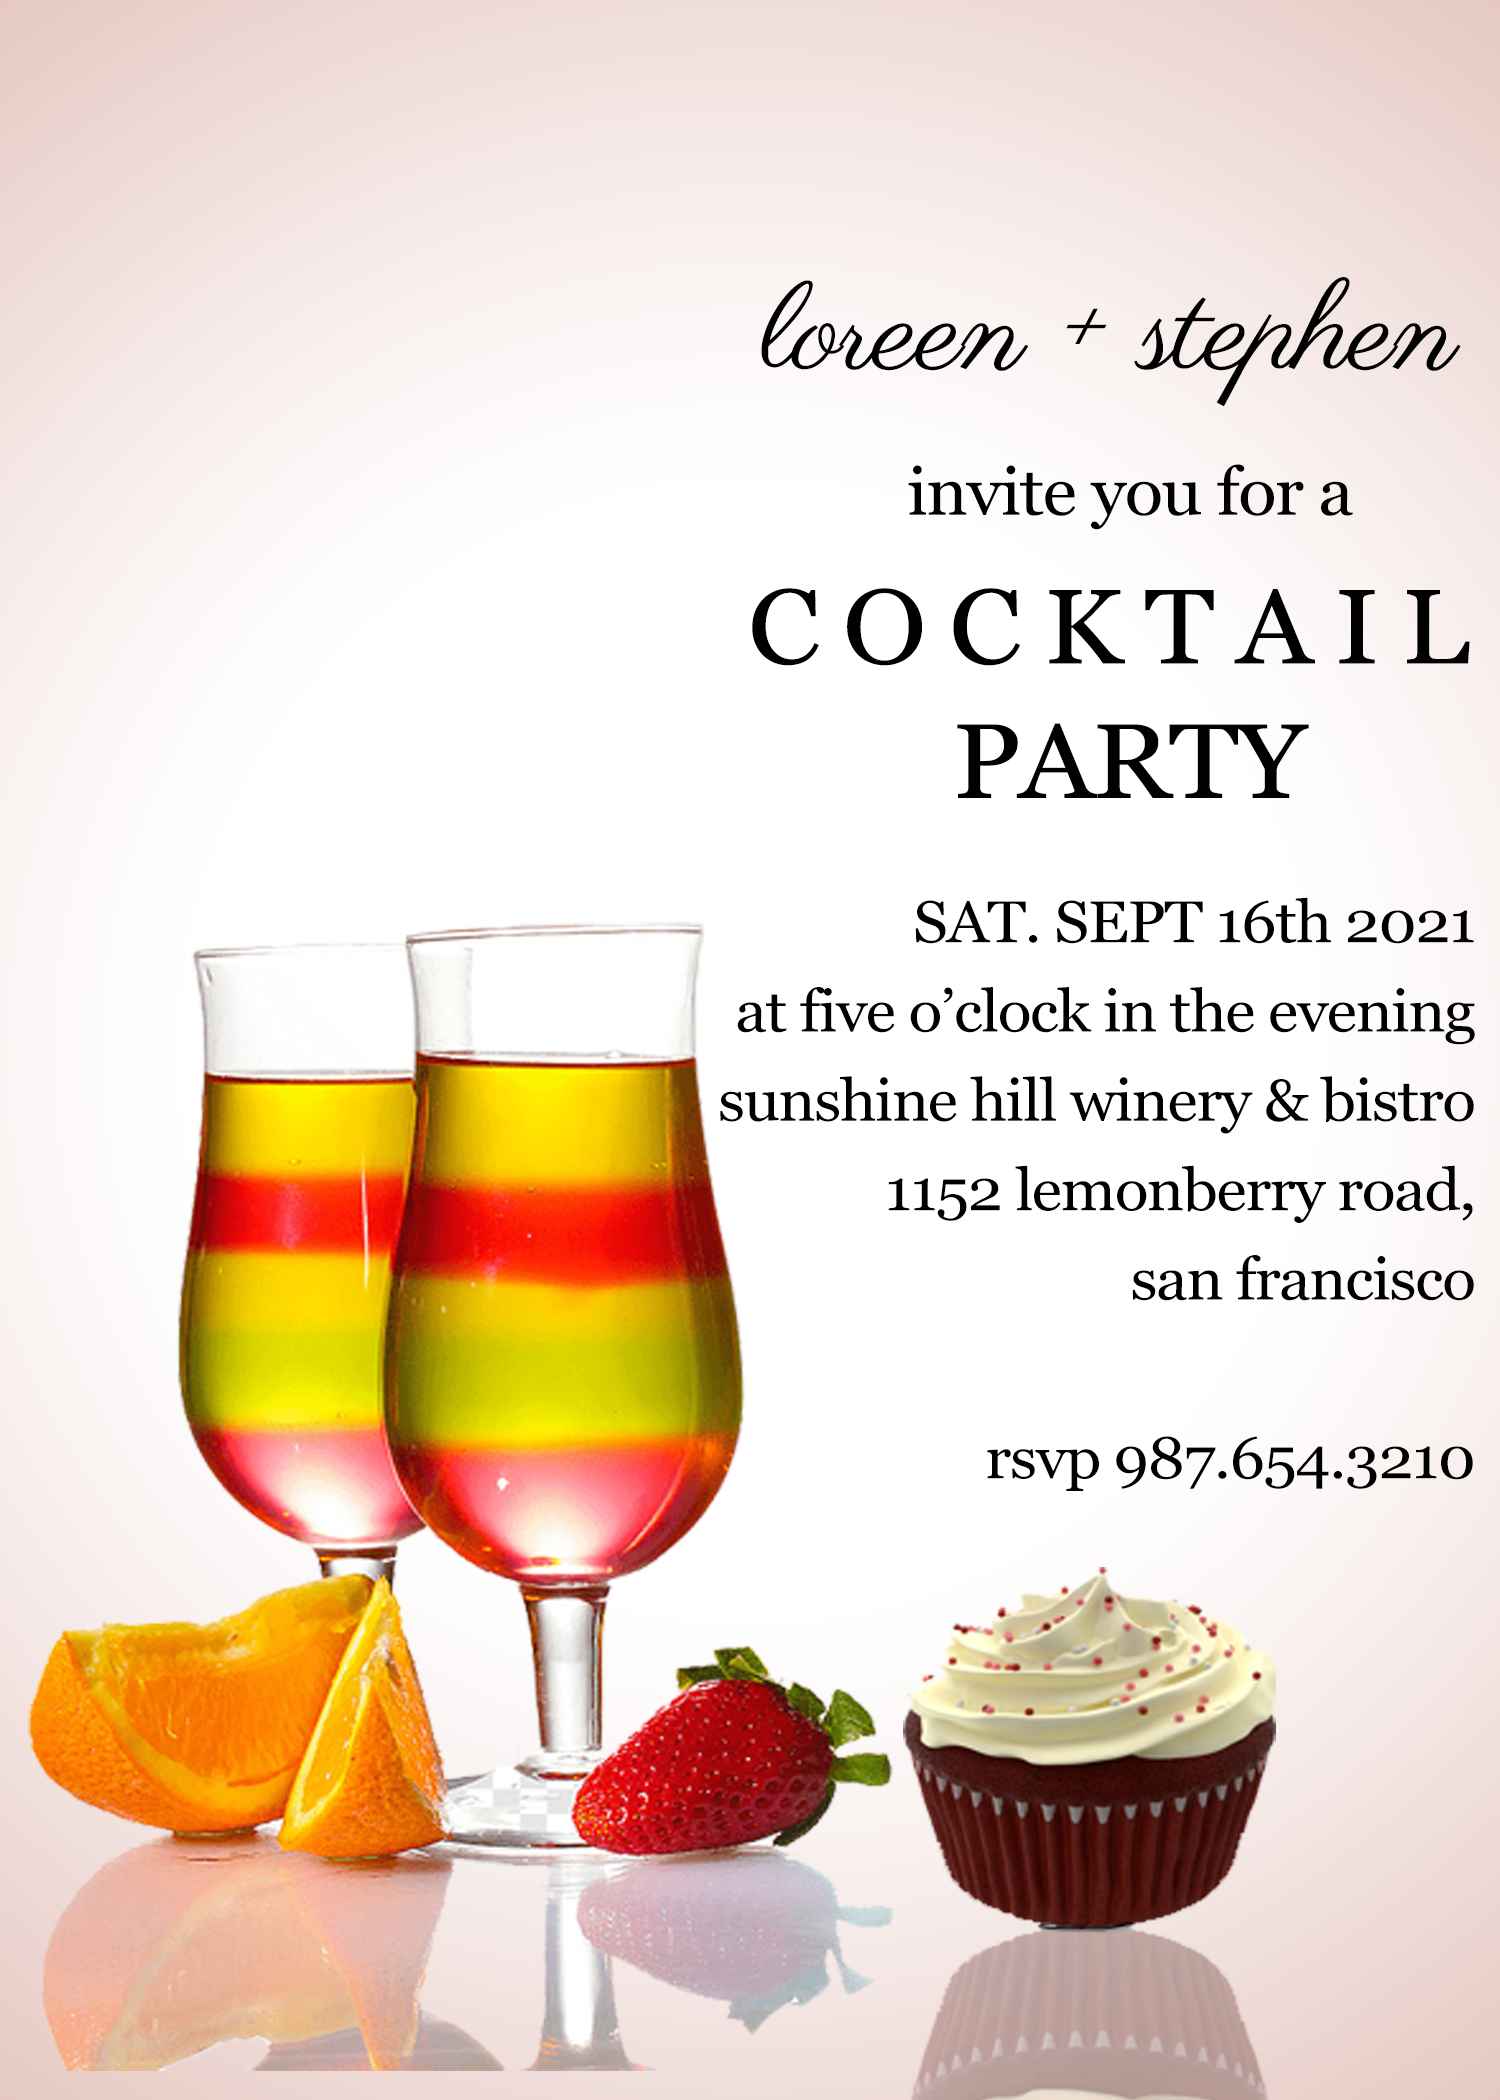 loreen + stephen
invite you for a
COCKTAIL
PARTY
SAT. SEPT 16th 2021
at five o’clock in the evening
sunshine hill winery & bistro
1152 lemonberry road,
san francisco
rsvp 987.654.3210